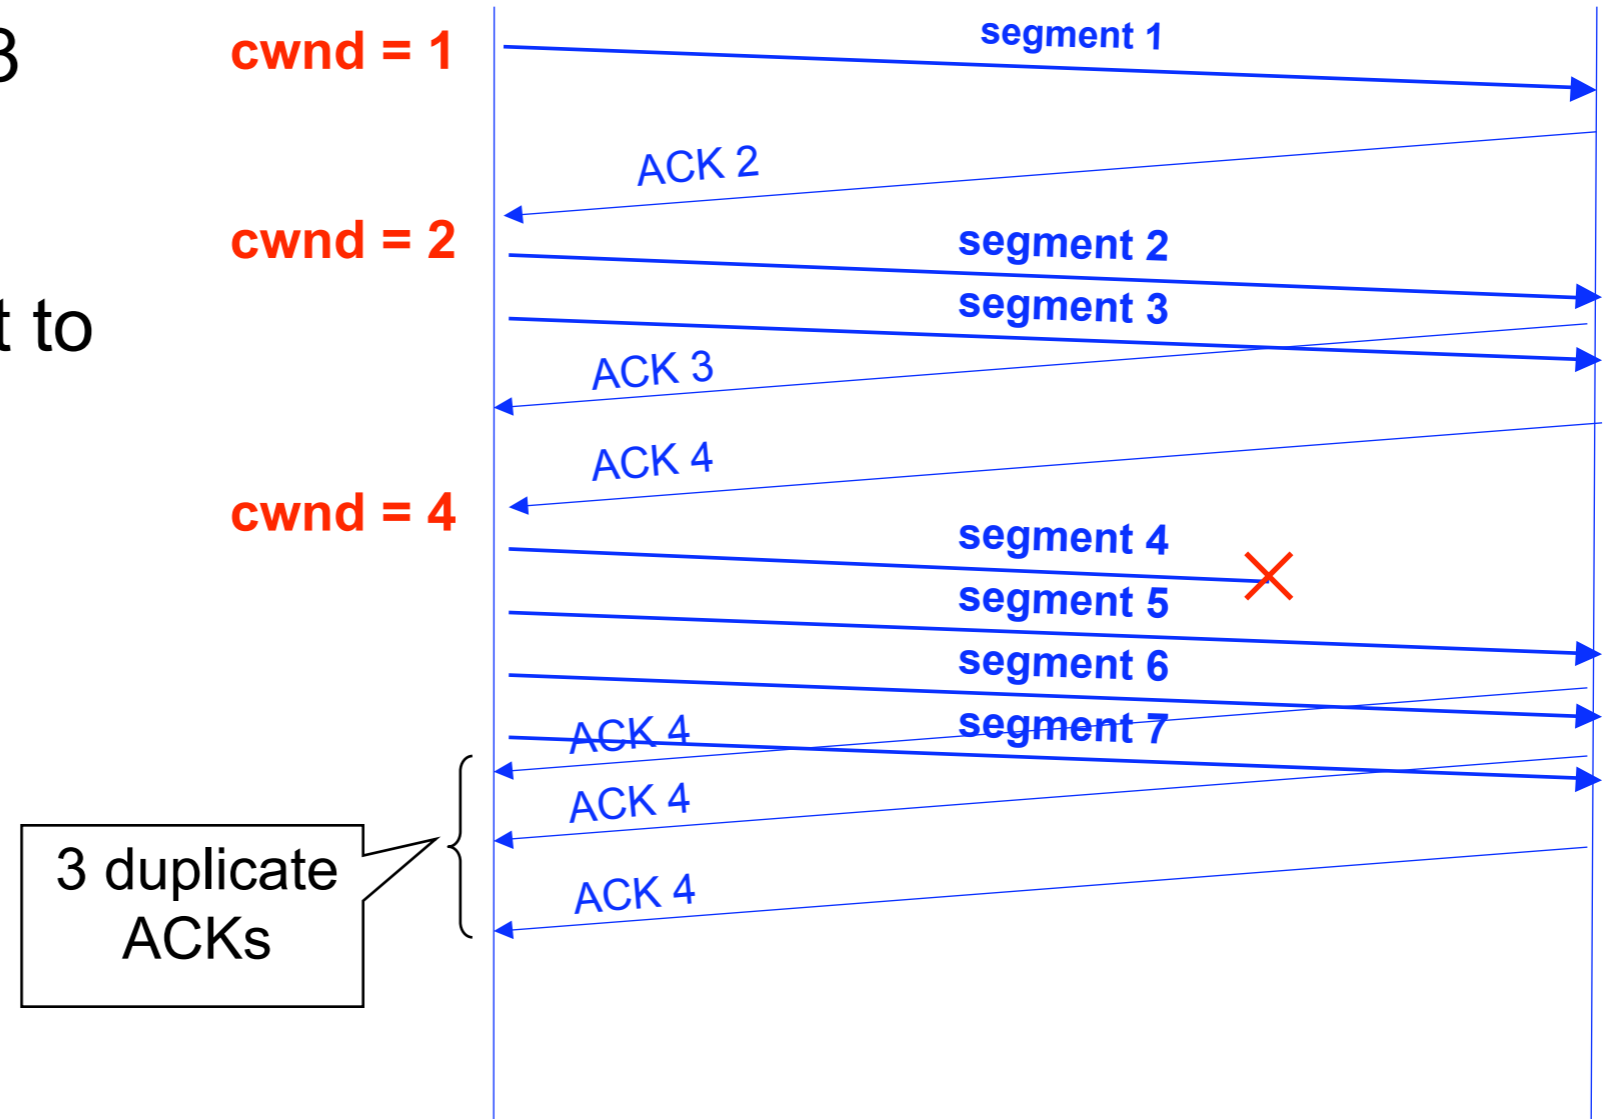 3
cwnd = 1
segment 1
ACK 2
cwnd = 2
segment 2
segment 3
t to
ACK 3
ACK 4
cwnd = 4
segment 4
segment 5
segment 6
segment 7
ACK 4
ACK 4
3 duplicate
ACKs
ACK 4